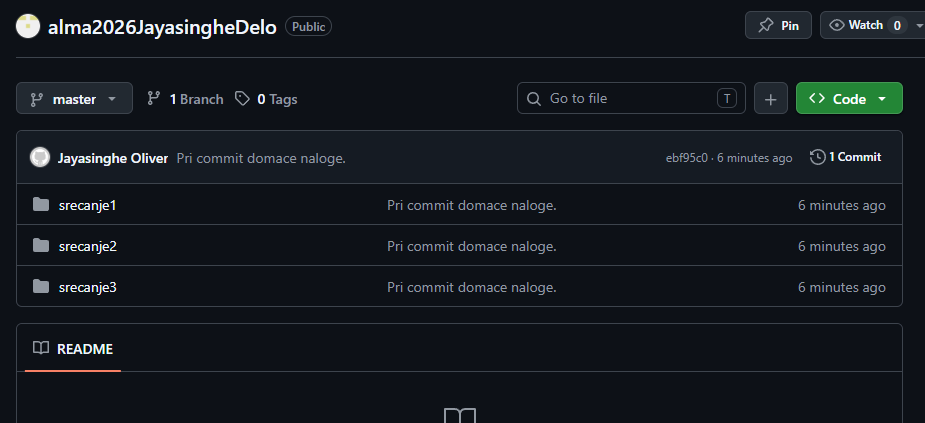 alma2026JayasingheDelo Public Pin Watch 0
master 1 Branch 0 Tags Go to file T Code
Jayasinghe Oliver Pri commit domace naloge. ebf95c0 · 6 minutes ago 1 Commit
srecanje1 Pri commit domace naloge. 6 minutes ago
srecanje2 Pri commit domace naloge. 6 minutes ago
srecanje3 Pri commit domace naloge. 6 minutes ago
README